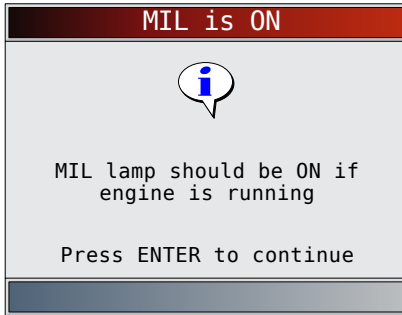 MIL is ON
MIL lamp should be ON if
engine is running
Press ENTER to continue